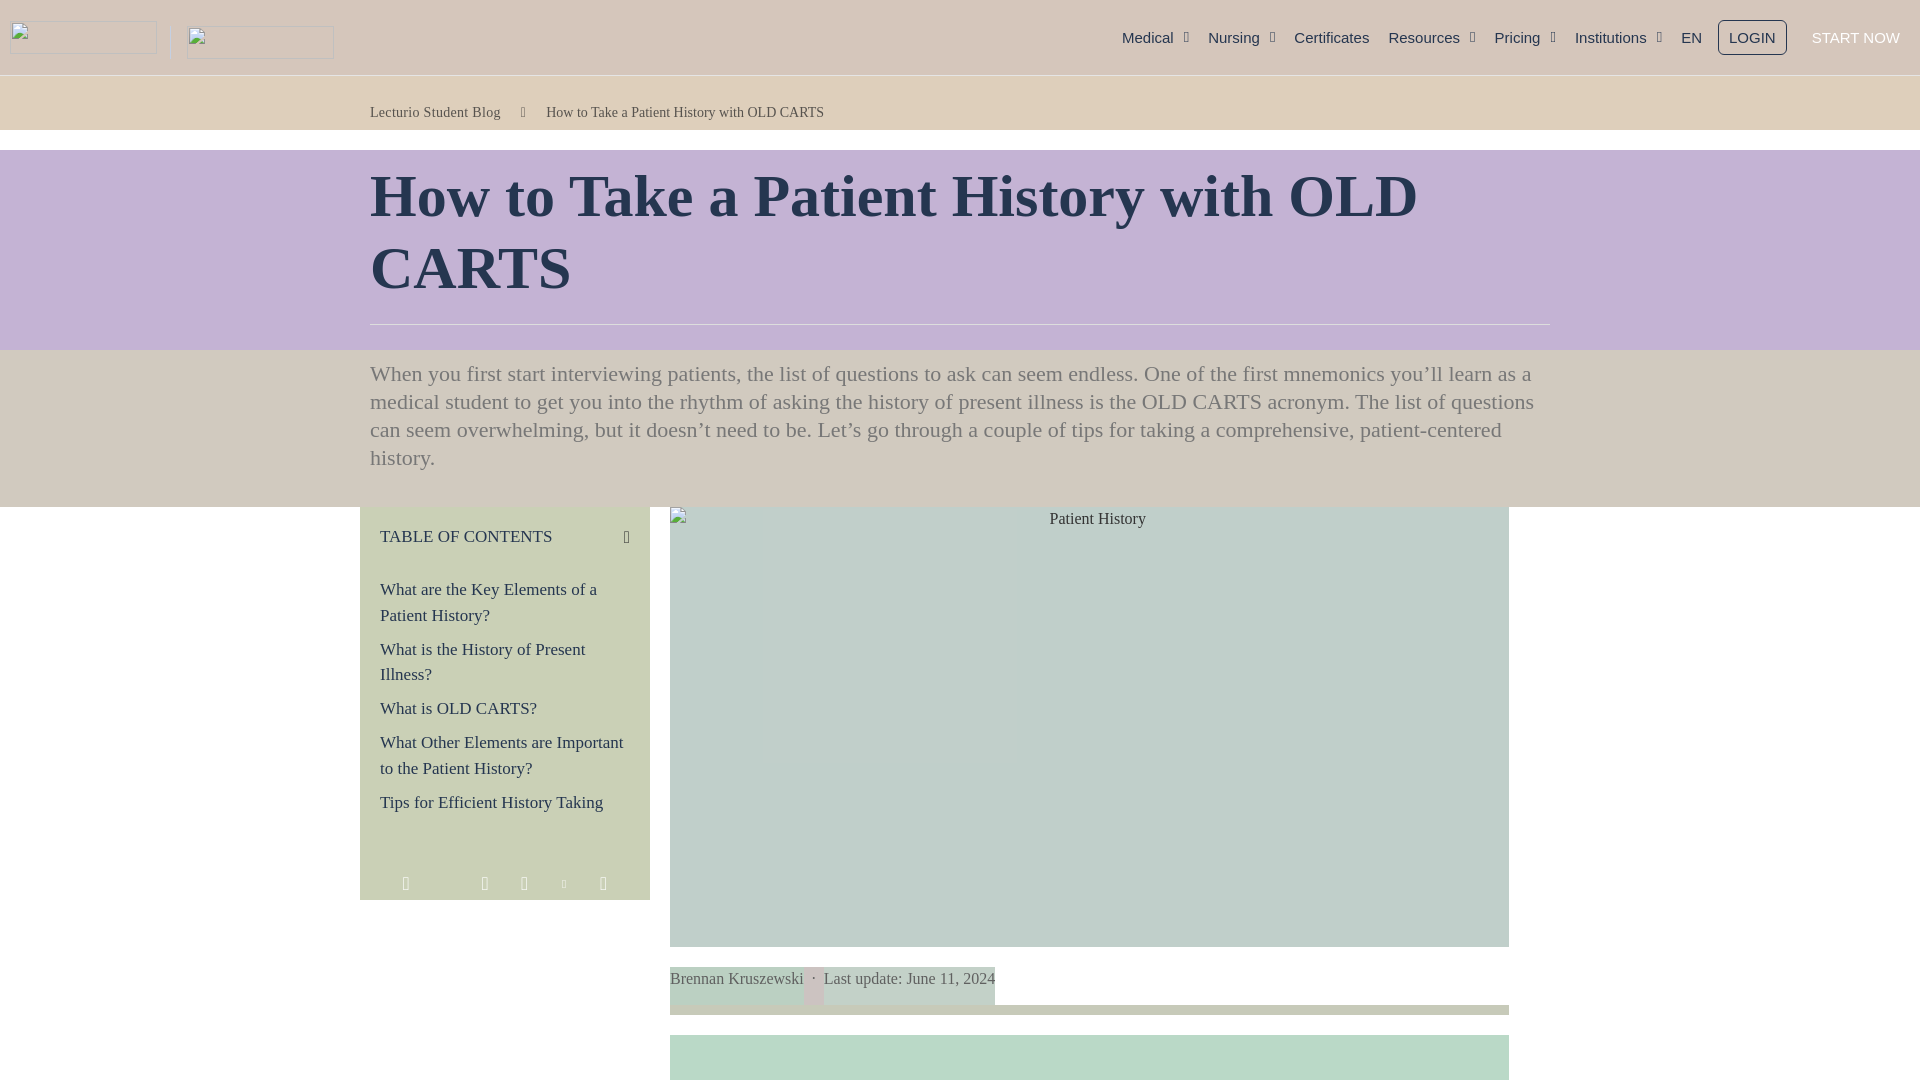 Medical Nursing Certificates Resources Pricing Institutions EN LOGIN START NOW
Lecturio Student Blog How to Take a Patient History with OLD CARTS
How to Take a Patient History with OLD
CARTS
When you first start interviewing patients, the list of questions to ask can seem endless. One of the first mnemonics you’ll learn as a
medical student to get you into the rhythm of asking the history of present illness is the OLD CARTS acronym. The list of questions
can seem overwhelming, but it doesn’t need to be. Let’s go through a couple of tips for taking a comprehensive, patient-centered
history.
TABLE OF CONTENTS
What are the Key Elements of a
Patient History?
What is the History of Present
Illness?
What is OLD CARTS?
What Other Elements are Important
to the Patient History?
Tips for Efficient History Taking
Patient History
Brennan Kruszewski · Last update: June 11, 2024